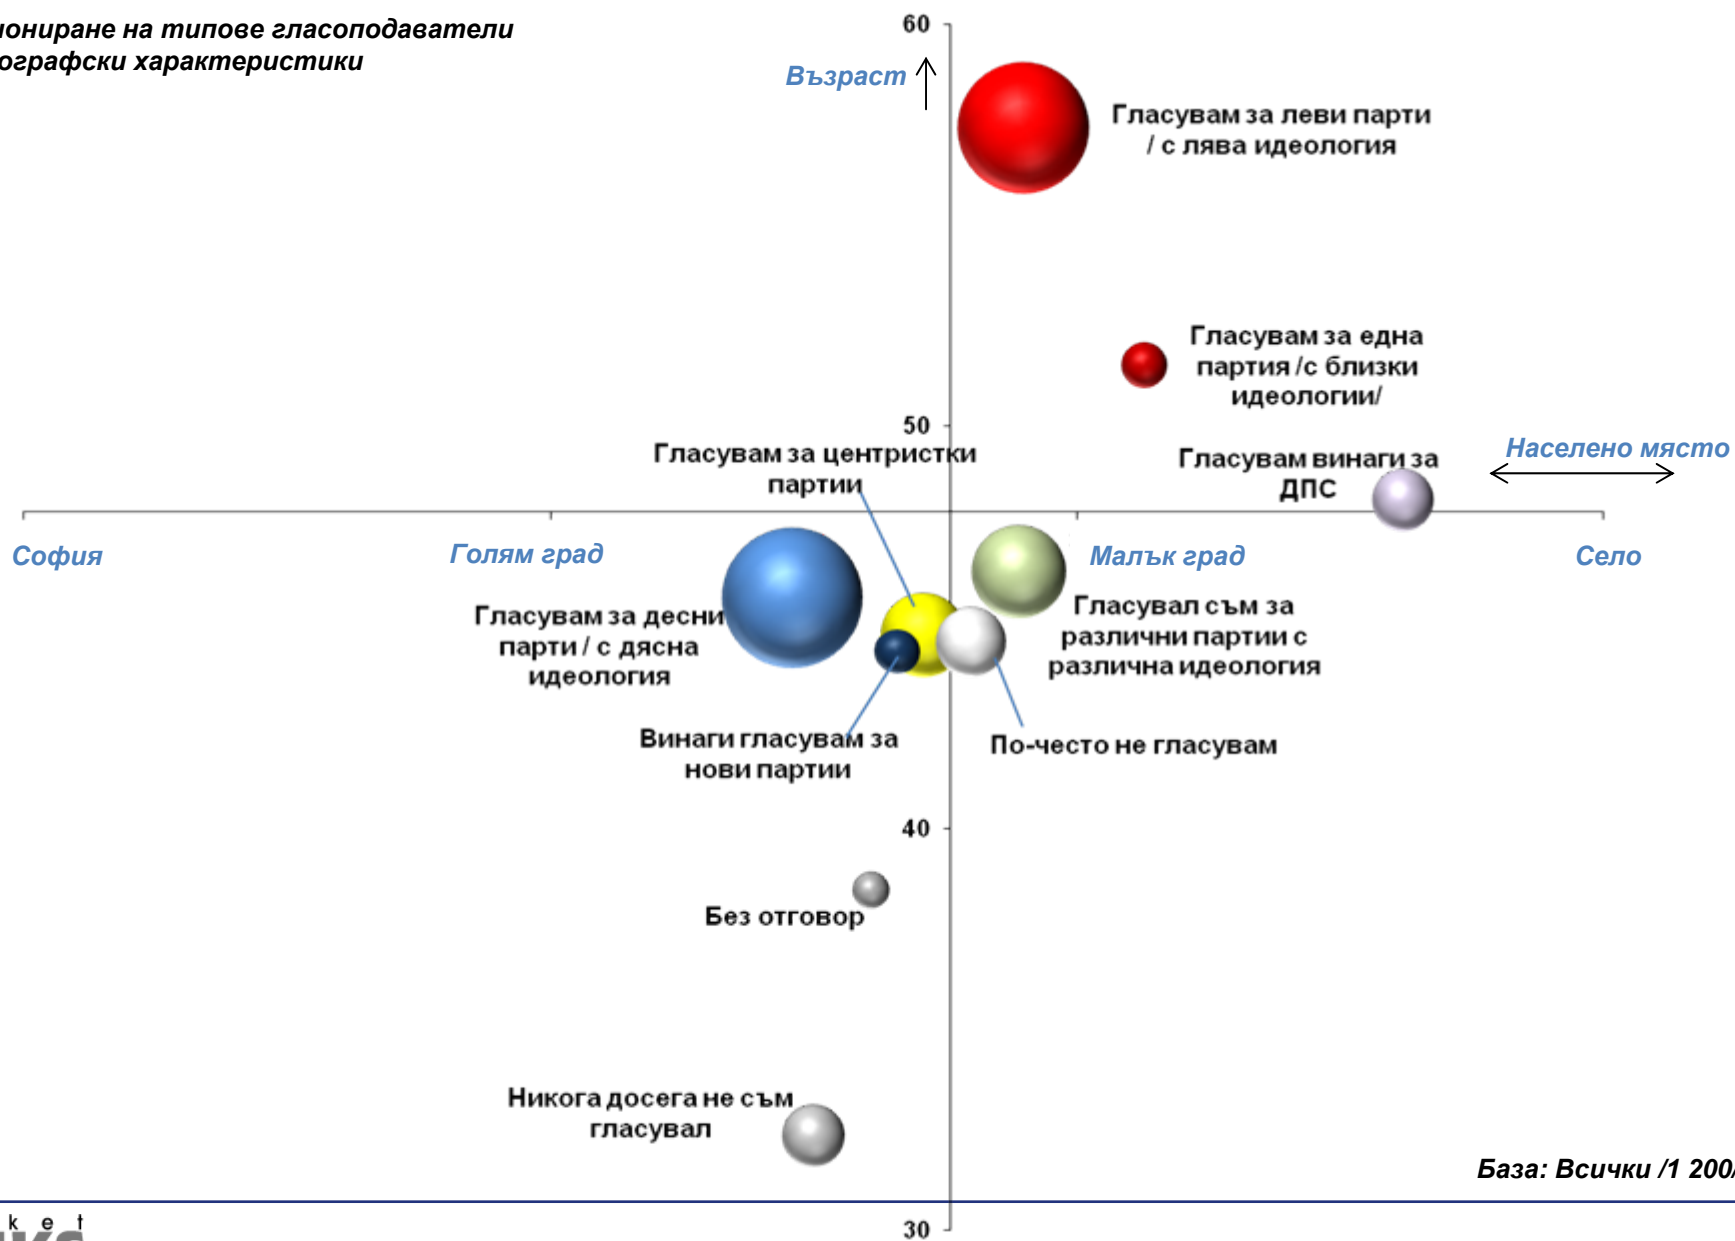 иониране на типове гласоподаватели
ографски характеристики
60
Възраст
Гласувам за леви парти
/ с лява идеология
Гласувам за една
партия /с близки
идеологии/
50
Гласувам за центристки
партии
Гласувам винаги за
ДПС
Населено място
София
Голям град
Малък град
Село
Гласувам за десни
парти / с дясна
идеология
Гласувал съм за
различни партии с
различна идеология
Винаги гласувам за
нови партии
По-често не гласувам
40
Без отговор
Никога досега не съм
гласувал
База: Всички /1 200/
30
k e t